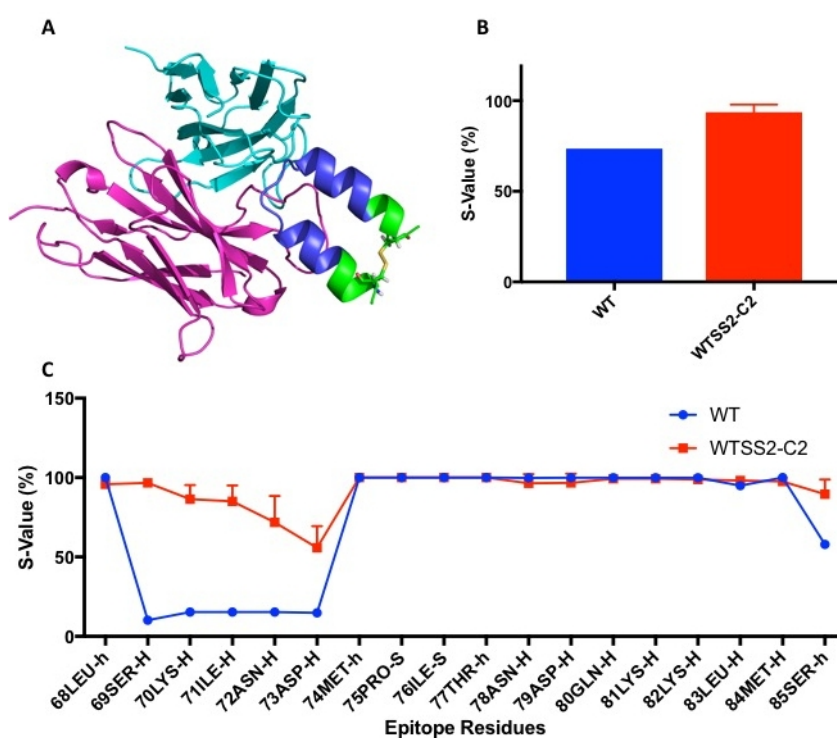 A
B
S-Value (%)
100
50
0
WT
WTSS2-C2
C
S-Value (%)
150
100
50
0
WT
WTSS2-C2
68LEU-h
69SER-H
70LYS-H
71ILE-H
72ASN-H
73ASP-H
74MET-h
75PRO-S
76ILE-S
77THR-h
78ASN-H
79ASP-H
80GLN-H
81LYS-H
82LYS-H
83LEU-H
84MET-H
85SER-h
Epitope Residues